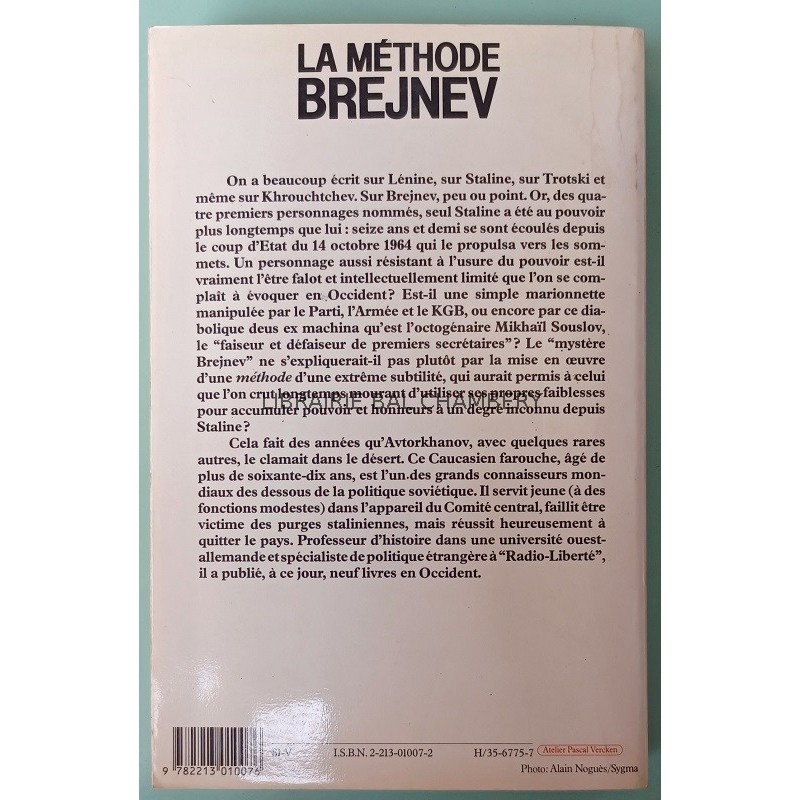 LA MÉTHODE
BREJNEV
On a beaucoup écrit sur Lénine, sur Staline, sur Trotski et
même sur Khrouchtchev. Sur Brejnev, peu ou point. Or, des qua-
tre premiers personnages nommés, seul Staline a été au pouvoir
plus longtemps que lui : seize ans et demi se sont écoulés depuis
le coup d'Etat du 14 octobre 1964 qui le propulsa vers les som-
mets. Un personnage aussi résistant à l'usure du pouvoir est-il
vraiment l'être falot et intellectuellement limité que l'on se com-
plaît à évoquer en Occident ? Est-il une simple marionnette
manipulée par le Parti, l'Armée et le KGB, ou encore par ce dia-
bolique deus ex machina qu'est l'octogénaire Mikhaïl Souslov,
le “faiseur et défaiseur de premiers secrétaires” ? Le “mystère
Brejnev” ne s'expliquerait-il pas plutôt par la mise en œuvre
d'une méthode d'une extrême subtilité, qui aurait permis à celui
que l'on crut longtemps mourant d'utiliser ses propres faiblesses
LIBRAIRIE BAL CHAMBERY
pour accumuler pouvoir et honneurs à un degré inconnu depuis
Staline ?
Cela fait des années qu'Avtorkhanov, avec quelques rares
autres, le clamait dans le désert. Ce Caucasien farouche, âgé de
plus de soixante-dix ans, est l'un des grands connaisseurs mon-
diaux des dessous de la politique soviétique. Il servit jeune (à des
fonctions modestes) dans l'appareil du Comité central, faillit être
victime des purges staliniennes, mais réussit heureusement à
quitter le pays. Professeur d'histoire dans une université ouest-
allemande et spécialiste de politique étrangère à “Radio-Liberté”,
il a publié, à ce jour, neuf livres en Occident.
I.S.B.N. 2-213-01007-2
H/35-6775-7
Atelier Pascal Vercken
9 782213 010076
Photo: Alain Noguès/Sygma